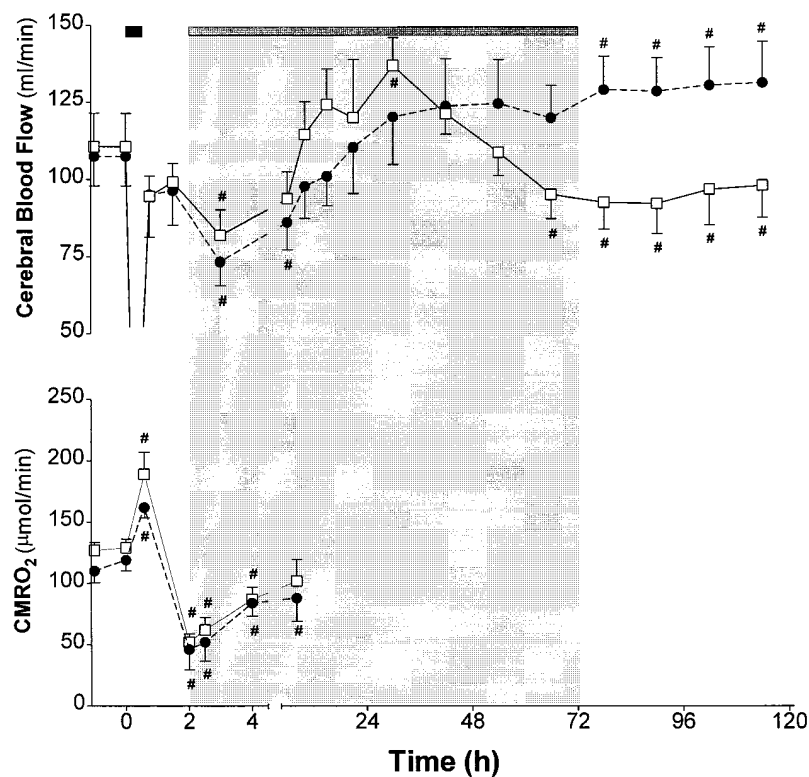 150
125
100
75
50
Cerebral Blood Flow (ml/min)
# # # # #
# #
# # # # # #
250
200
150
100
50
0
CMRO₂ (μmol/min)
#
#
# # #
# # # #
0 2 4 24 48 72 96 120
Time (h)